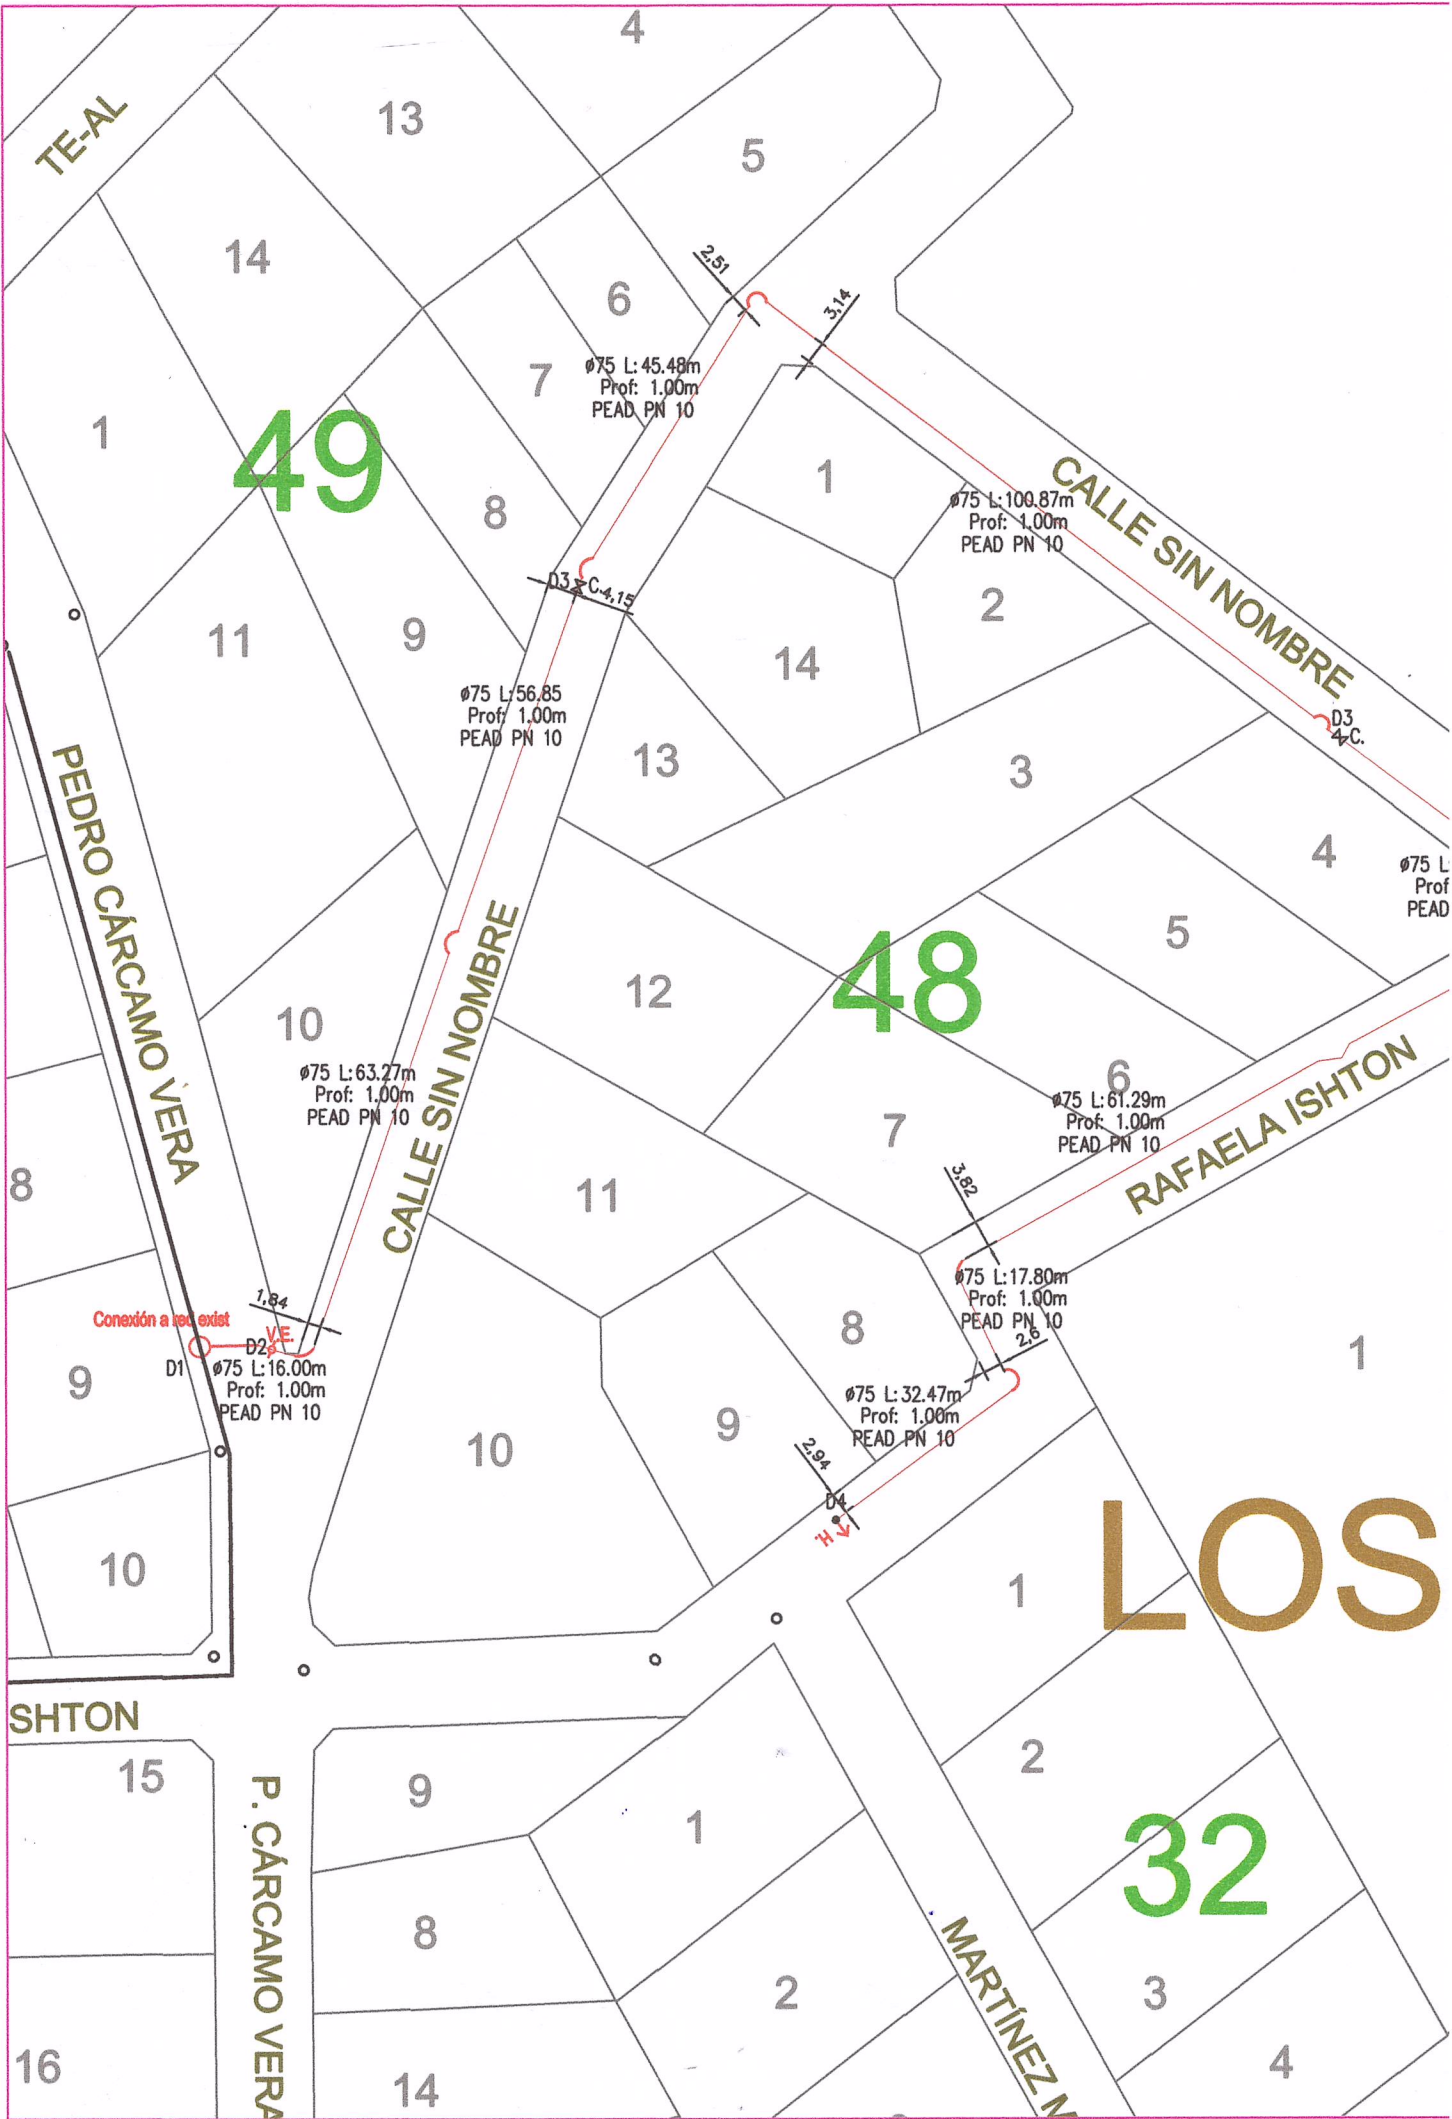 4
13
5
TE-AL
14
2,51
6
3,14
ø75 L:45.48m
Prof: 1.00m
PEAD PN 10
7
1
49
8
1
CALLE SIN NOMBRE
ø75 L:100.87m
Prof: 1.00m
PEAD PN 10
D3 C.
4,15
2
11
9
14
ø75 L:56.85
Prof: 1.00m
PEAD PN 10
D3
C.
13
3
PEDRO CÁRCAMO VERA
4
ø75 L
Prof
PEAD
5
48
12
CALLE SIN NOMBRE
10
ø75 L:63.27m
Prof: 1.00m
PEAD PN 10
6
ø75 L:61.29m
Prof: 1.00m
PEAD PN 10
RAFAELA ISHTON
7
8
11
3,82
ø75 L:17.80m
Prof: 1.00m
PEAD PN 10
1,84
Conexión a red exist
V.E.
D2
D1
ø75 L:16.00m
Prof: 1.00m
PEAD PN 10
8
2,6
1
9
ø75 L:32.47m
Prof: 1.00m
PEAD PN 10
9
10
2,94
D4
H.
LOS
10
1
SHTON
15
9
2
P. CÁRCAMO VERA
1
32
8
MARTÍNEZ M
2
3
16
14
4